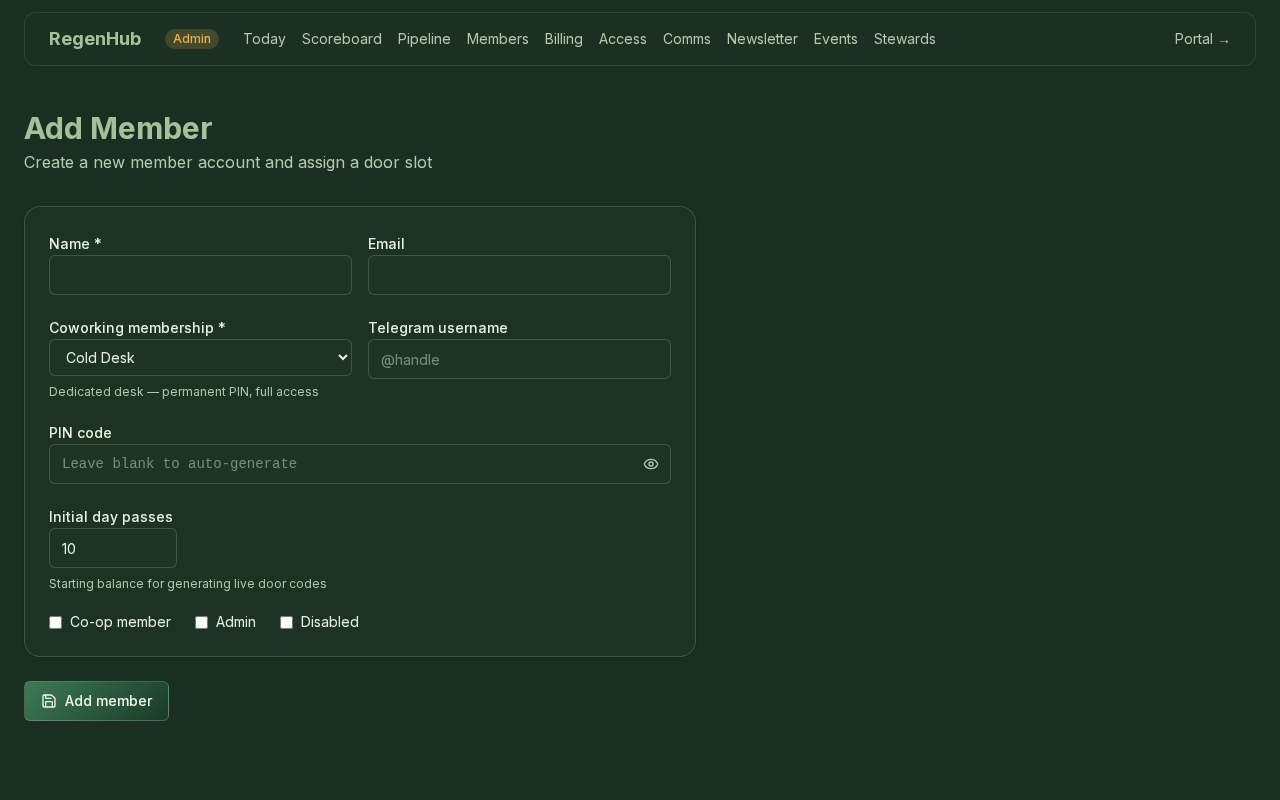 RegenHub Admin Today Scoreboard Pipeline Members Billing Access Comms Newsletter Events Stewards Portal →
Add Member
Create a new member account and assign a door slot
Name * Email
Coworking membership * Telegram username
Cold Desk @handle
Dedicated desk — permanent PIN, full access
PIN code
Leave blank to auto-generate
Initial day passes
10
Starting balance for generating live door codes
Co-op member Admin Disabled
Add member